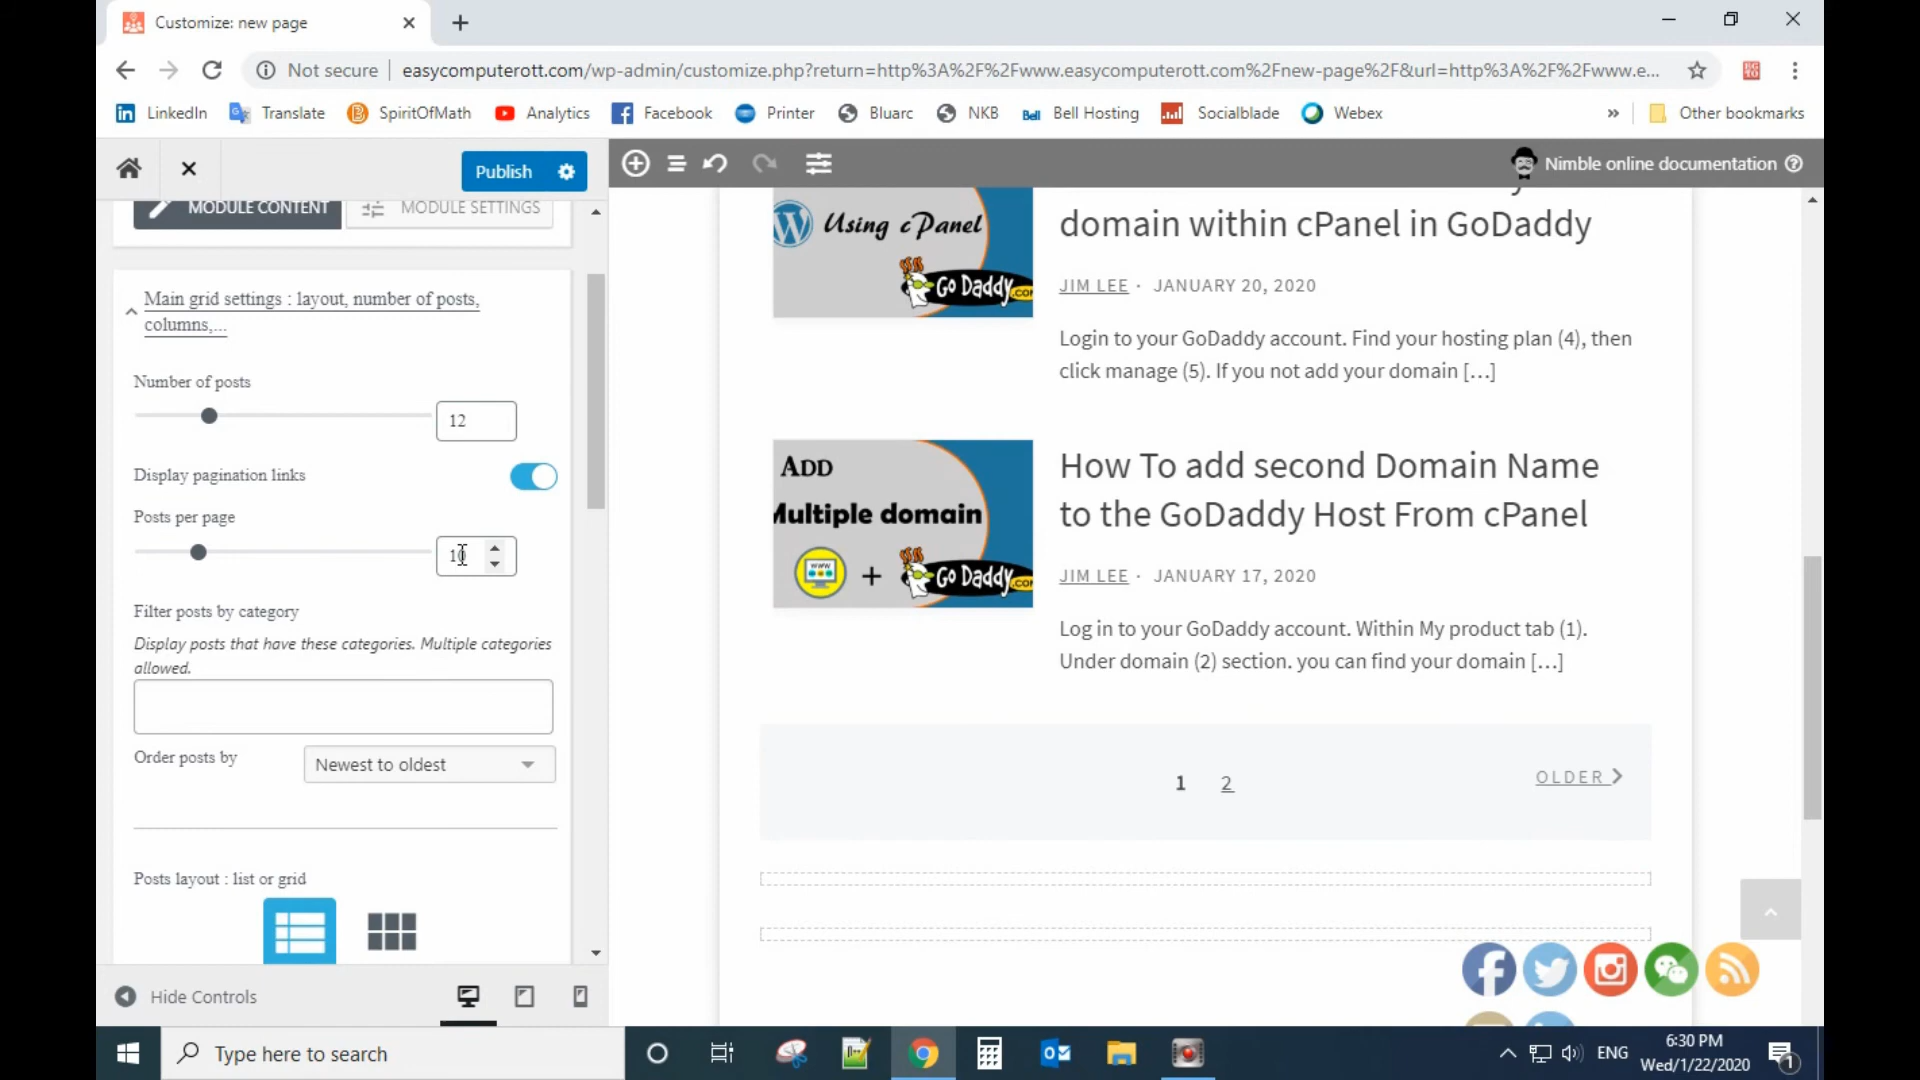 Customize: new page
Not secure
easycomputerott.com/wp-admin/customize.php?return=http%3A%2F%2Fwww.easycomputerott.com%2Fnew-page%2F&url=http%3A%2F%2Fwww.e...
LinkedIn
Translate
SpiritOfMath
Analytics
Facebook
Printer
Bluarc
NKB
Bell
Bell Hosting
Socialblade
Webex
»
Other bookmarks
Publish
Nimble online documentation
MODULE CONTENT
MODULE SETTINGS
Main grid settings : layout, number of posts,
columns,...
Number of posts
12
Display pagination links
Posts per page
Filter posts by category
Display posts that have these categories. Multiple categories
allowed.
Order posts by
Newest to oldest
Posts layout : list or grid
Hide Controls
Using cPanel
Go Daddy.co
domain within cPanel in GoDaddy
JIM LEE · JANUARY 20, 2020
Login to your GoDaddy account. Find your hosting plan (4), then
click manage (5). If you not add your domain […]
ADD
Multiple domain
www
+
Go Daddy.co
How To add second Domain Name
to the GoDaddy Host From cPanel
JIM LEE · JANUARY 17, 2020
Log in to your GoDaddy account. Within My product tab (1).
Under domain (2) section. you can find your domain […]
1
2
OLDER
Type here to search
ENG
6:30 PM
Wed/1/22/2020
1